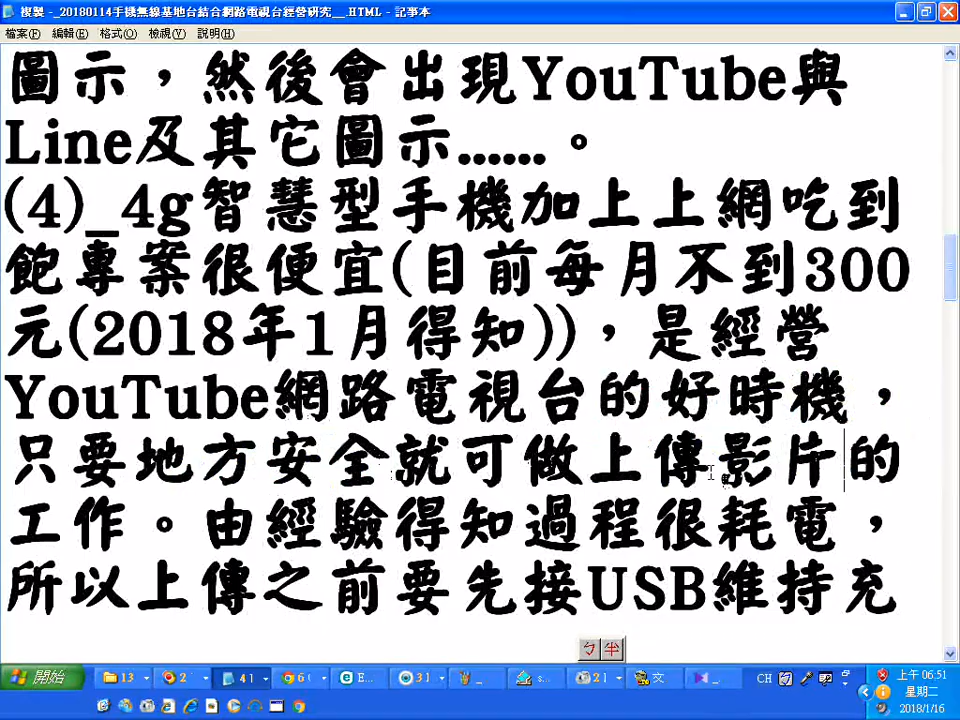 複製 - _20180114手機無線基地台結合網路電視台經營研究__.HTML - 記事本
檔案(F) 編輯(E) 格式(O) 檢視(V) 說明(H)
圖示，然後會出現YouTube與
Line及其它圖示......。
(4)_4g智慧型手機加上上網吃到
飽專案很便宜(目前每月不到300
元(2018年1月得知))，是經營
YouTube網路電視台的好時機，
只要地方安全就可做上傳影片的
工作。由經驗得知過程很耗電，
所以上傳之前要先接USB維持充
ㄅ 半
開始 13 2 4 6 E... 3 _ s... 2 文 _... CH 上午 06:51
星期二
2018/1/16